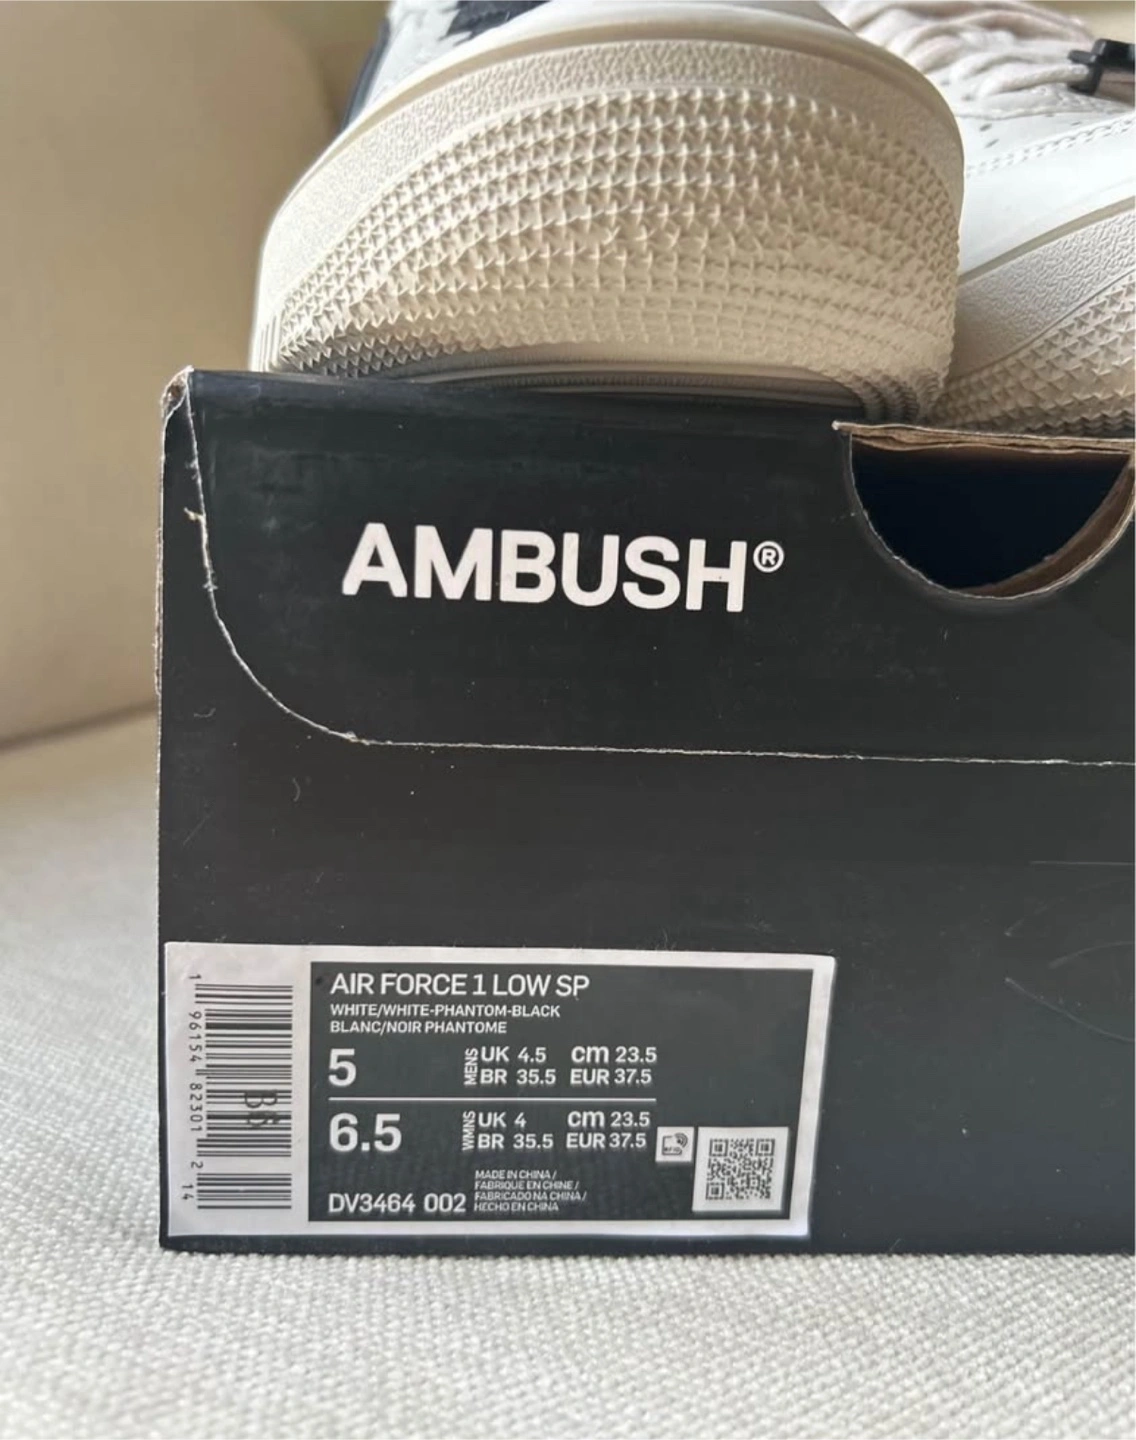 AMBUSH®
AIR FORCE 1 LOW SP
WHITE/WHITE-PHANTOM-BLACK
BLANC/NOIR PHANTOME
5 MENS UK 4.5 cm 23.5
BR 35.5 EUR 37.5
6.5 WMNS UK 4 cm 23.5
BR 35.5 EUR 37.5
DV3464 002
MADE IN CHINA /
FABRIQUE EN CHINE /
FABRICADO NA CHINA /
HECHO EN CHINA
1 96154 82301 2 14